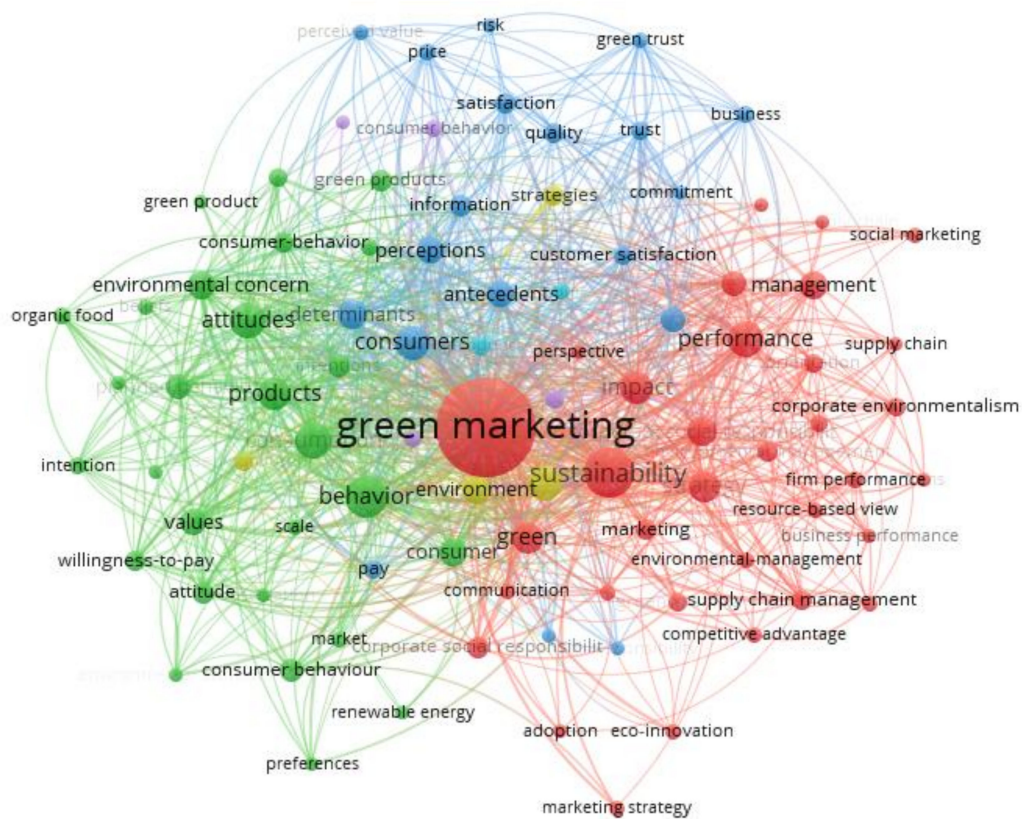 perceived value
risk
price
green trust
satisfaction
business
consumer behavior
quality
trust
green products
strategies
commitment
green product
information
social marketing
consumer-behavior
perceptions
customer satisfaction
environmental concern
antecedents
management
organic food
attitudes
determinants
consumers
performance
supply chain
perspective
impact
products
corporate environmentalism
green marketing
intention
sustainability
firm performance
behavior
environment
strategy
resource-based view
values
scale
green
marketing
business performance
willingness-to-pay
consumer
environmental-management
pay
attitude
communication
supply chain management
market
corporate social responsibilit
competitive advantage
consumer behaviour
renewable energy
adoption
eco-innovation
preferences
marketing strategy